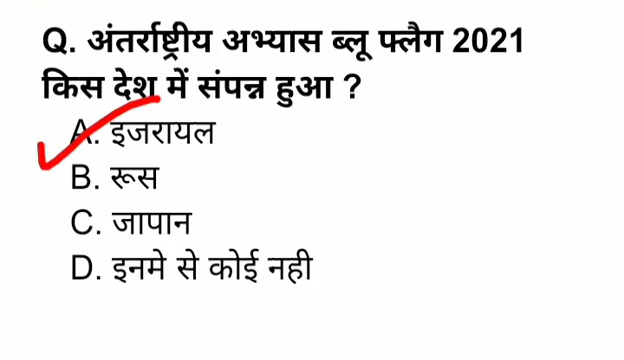 Q. अंतर्राष्ट्रीय अभ्यास ब्लू फ्लैग 2021
किस देश में संपन्न हुआ ?
A. इजरायल
B. रूस
C. जापान
D. इनमे से कोई नही